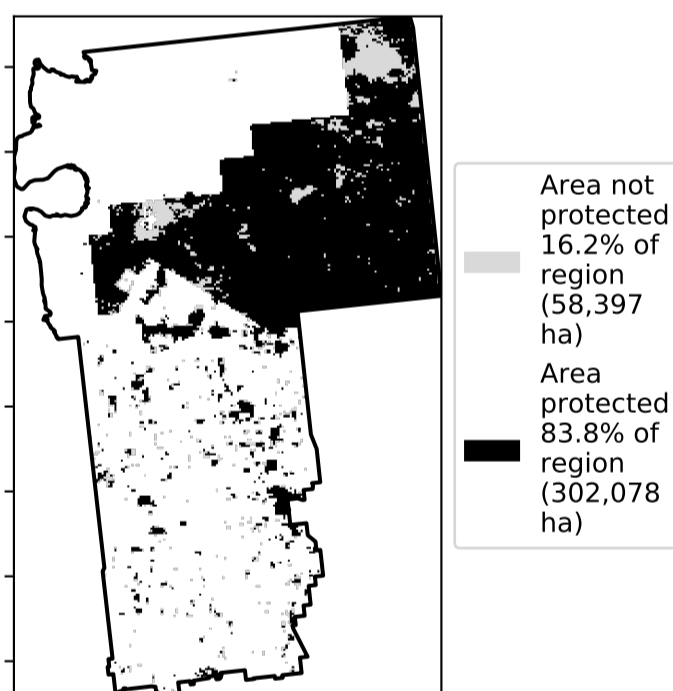 Area not
protected
16.2% of
region
(58,397
ha)
Area
protected
83.8% of
region
(302,078
ha)